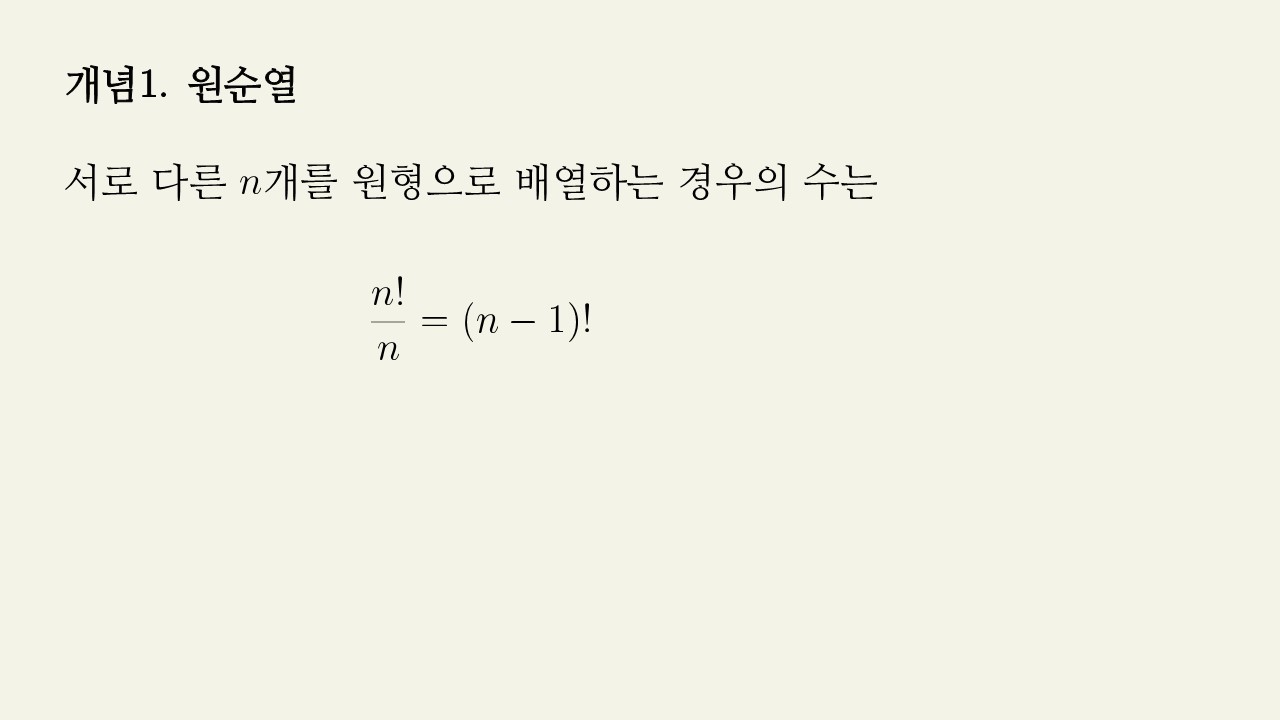 개념1. 원순열
서로 다른 n개를 원형으로 배열하는 경우의 수는
n!/n = (n − 1)!